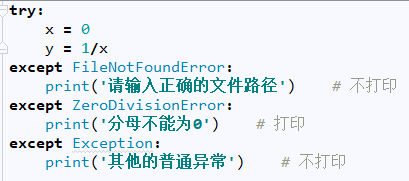 try:
    x = 0
    y = 1/x
except FileNotFoundError:
    print('请输入正确的文件路径')    # 不打印
except ZeroDivisionError:
    print('分母不能为0')    # 打印
except Exception:
    print('其他的普通异常')    # 不打印